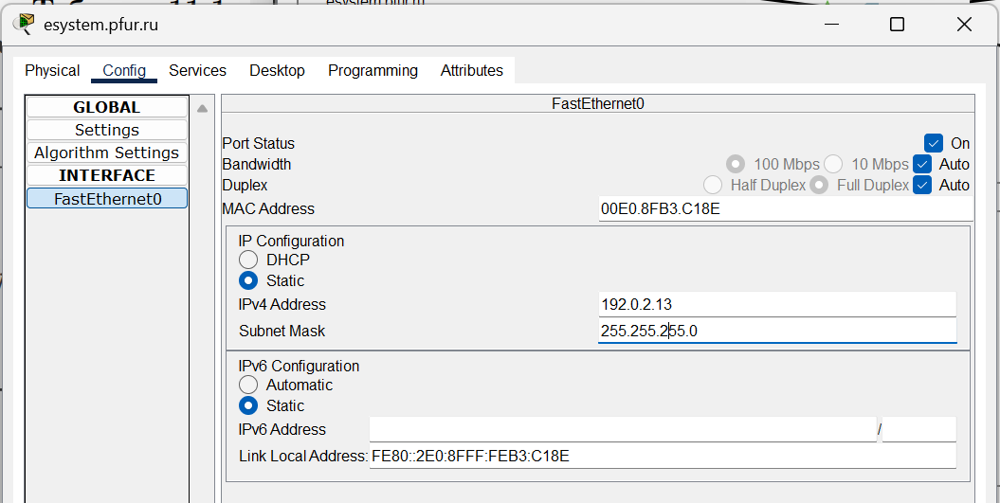 esystem.pfur.ru
Physical Config Services Desktop Programming Attributes
GLOBAL
Settings
Algorithm Settings
INTERFACE
FastEthernet0
FastEthernet0
Port Status On
Bandwidth 100 Mbps 10 Mbps Auto
Duplex Half Duplex Full Duplex Auto
MAC Address 00E0.8FB3.C18E
IP Configuration
DHCP
Static
IPv4 Address 192.0.2.13
Subnet Mask 255.255.255.0
IPv6 Configuration
Automatic
Static
IPv6 Address /
Link Local Address: FE80::2E0:8FFF:FEB3:C18E